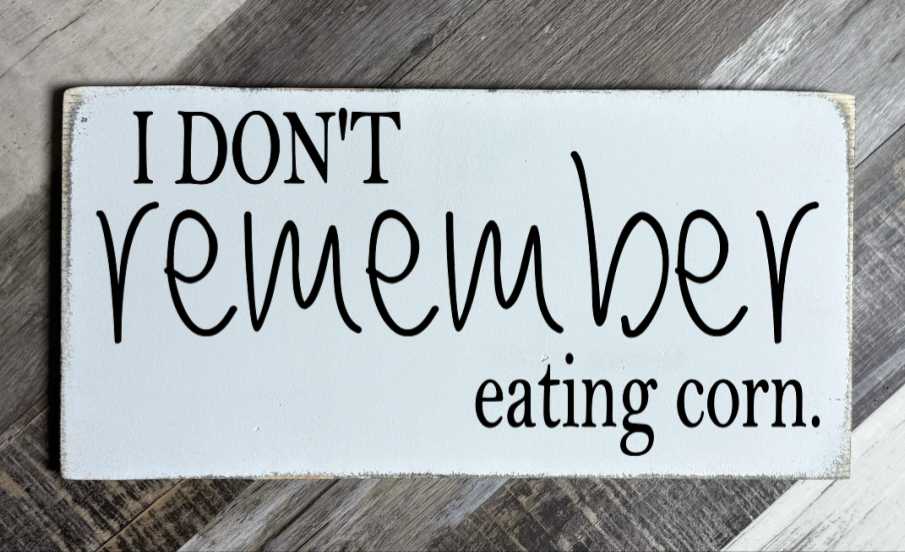 I DON'T
remember
eating corn.